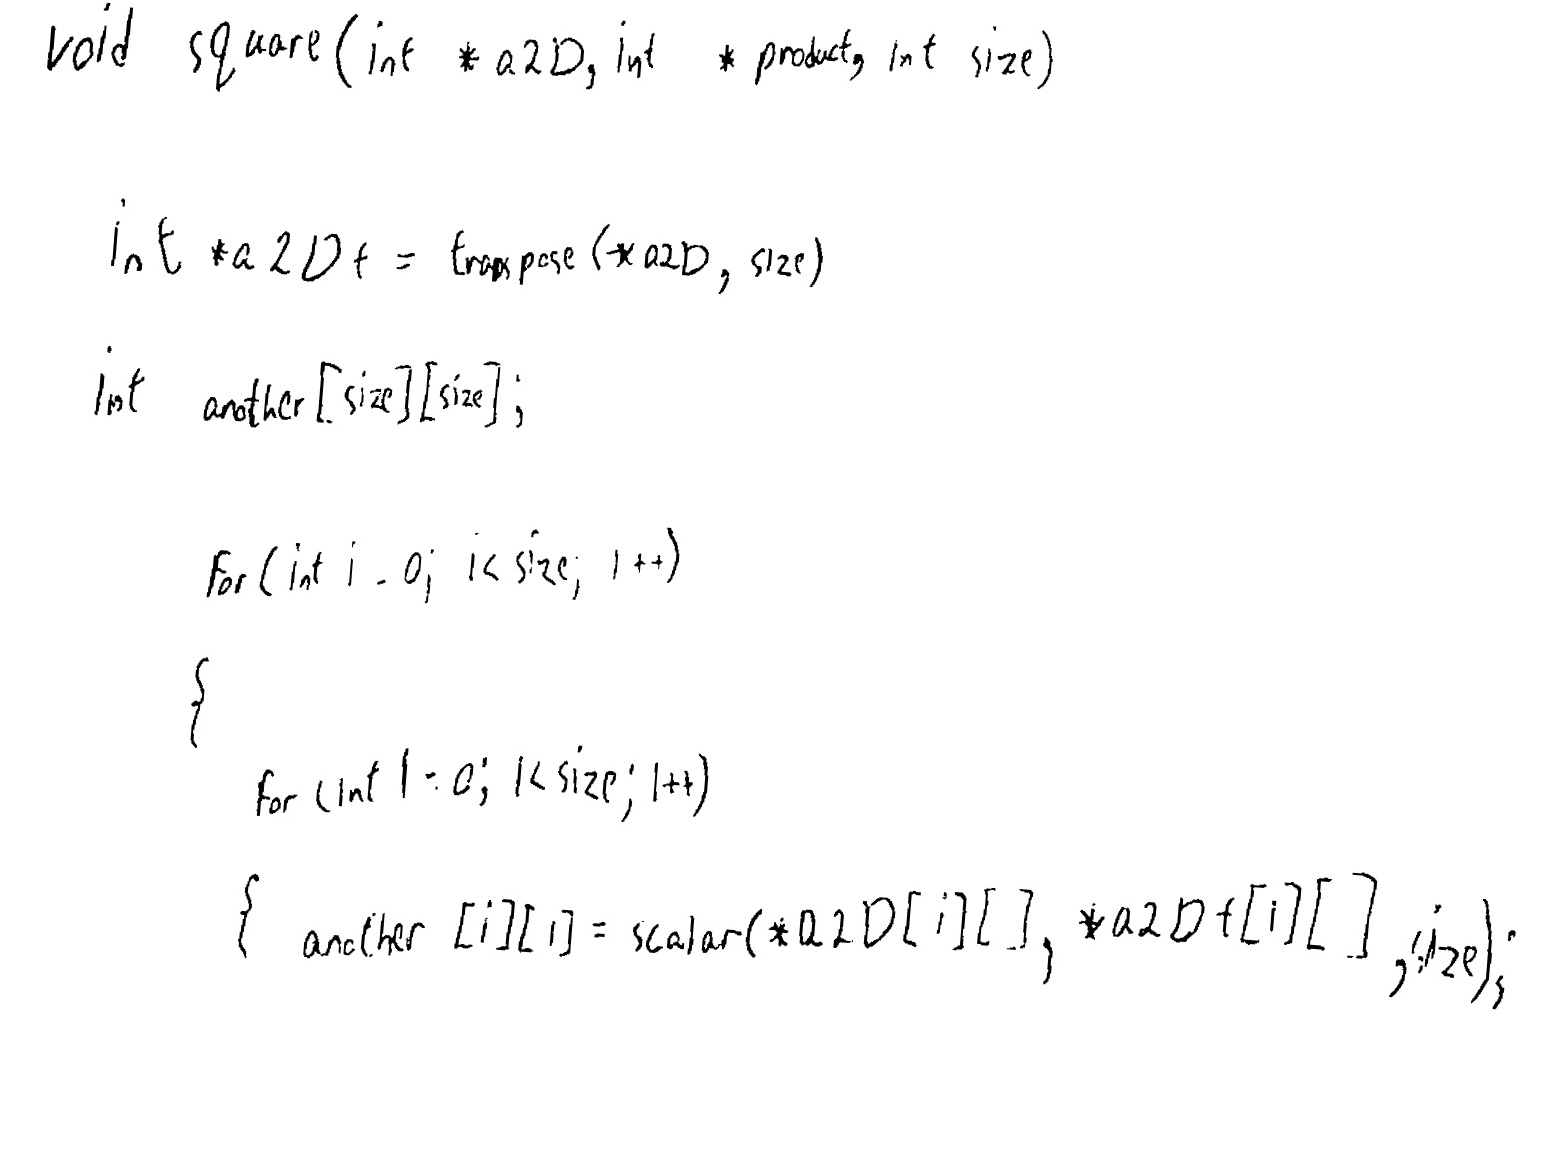 void square(int *a2D, int * product, int size)
int *a2Dt = transpose(*a2D, size)
int another[size][size];
for(int i = 0; i< size; i++)
{
for(int i = 0; i< size; i++)
{ another [i][i] = scalar(*a2D[i][], *a2Dt[i][], size);